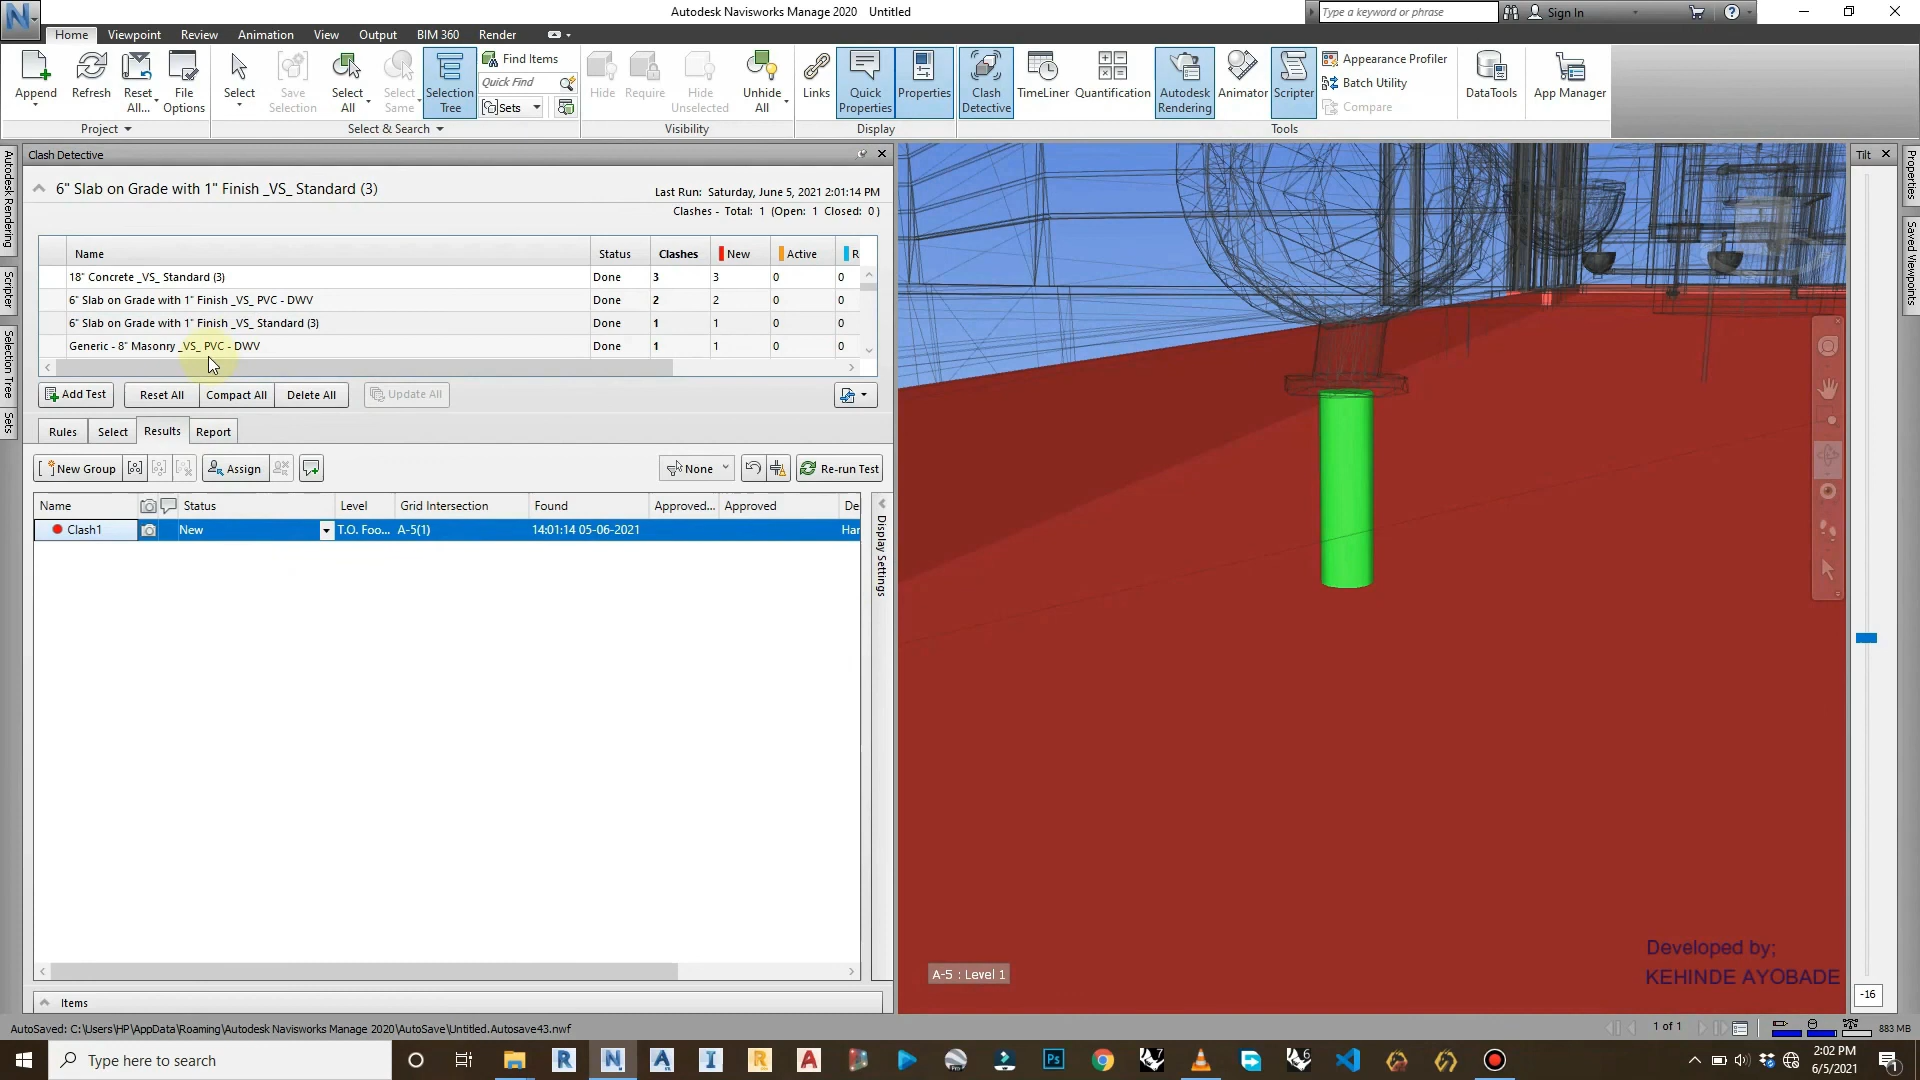 Autodesk Navisworks Manage 2020 Untitled
Type a keyword or phrase
Sign In
Home Viewpoint Review Animation View Output BIM 360 Render
Append
Refresh
Reset All...
File Options
Project
Select
Save Selection
Select All
Select Same
Selection Tree
Find Items
Quick Find
Sets
Select & Search
Hide
Require
Hide Unselected
Unhide All
Visibility
Links
Quick Properties
Properties
Display
Clash Detective
TimeLiner
Quantification
Autodesk Rendering
Animator
Scripter
Appearance Profiler
Batch Utility
Compare
Tools
DataTools
App Manager
Autodesk Rendering
Scripter
Selection Tree
Sets
Clash Detective
6" Slab on Grade with 1" Finish _VS_ Standard (3)
Last Run: Saturday, June 5, 2021 2:01:14 PM
Clashes - Total: 1 (Open: 1 Closed: 0)
Name Status Clashes New Active R
18" Concrete _VS_ Standard (3) Done 3 3 0 0
6" Slab on Grade with 1" Finish _VS_ PVC - DWV Done 2 2 0 0
6" Slab on Grade with 1" Finish _VS_ Standard (3) Done 1 1 0 0
Generic - 8" Masonry _VS_ PVC - DWV Done 1 1 0 0
Add Test Reset All Compact All Delete All Update All
Rules Select Results Report
New Group Assign None Re-run Test
Name Status Level Grid Intersection Found Approved... Approved De
Clash1 New T.O. Foo... A-5(1) 14:01:14 05-06-2021 Har
Display Settings
Items
A-5 : Level 1
Developed by;
KEHINDE AYOBADE
Tilt
-16
Properties
Saved Viewpoints
AutoSaved: C:\Users\HP\AppData\Roaming\Autodesk Navisworks Manage 2020\AutoSave\Untitled.Autosave43.nwf
1 of 1
883 MB
Type here to search
2:02 PM
6/5/2021